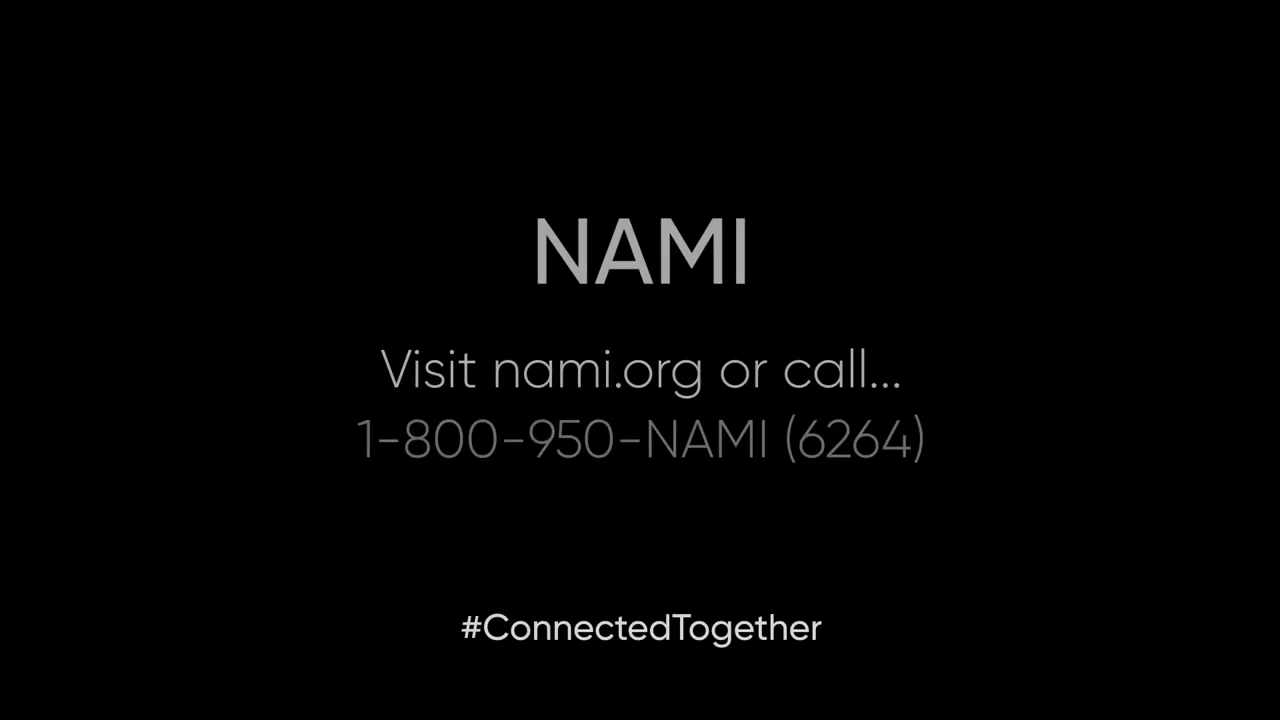 NAMI
Visit nami.org or call...
1-800-950-NAMI (6264)
#ConnectedTogether